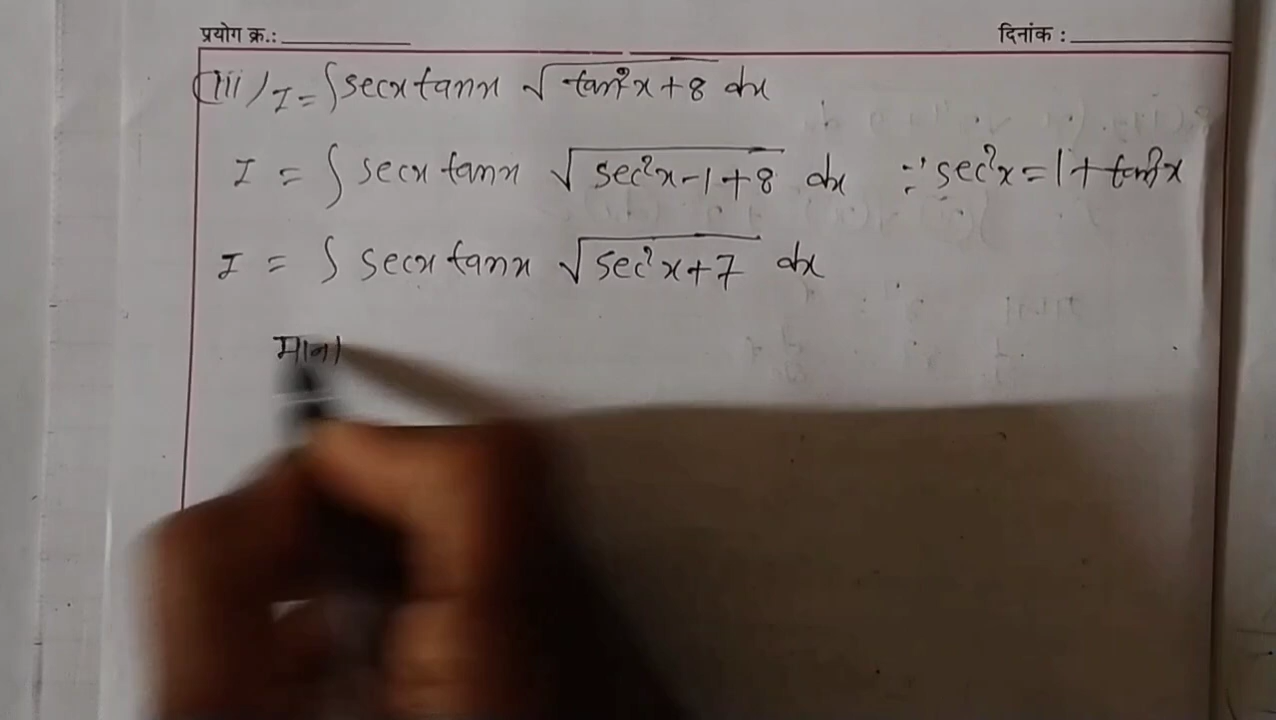 प्रयोग क्र.: दिनांक :
(iii) I = ∫ secx tanx √(tan²x + 8) dx
I = ∫ secx tanx √(sec²x - 1 + 8) dx ∵ sec²x = 1 + tan²x
I = ∫ secx tanx √(sec²x + 7) dx
माना